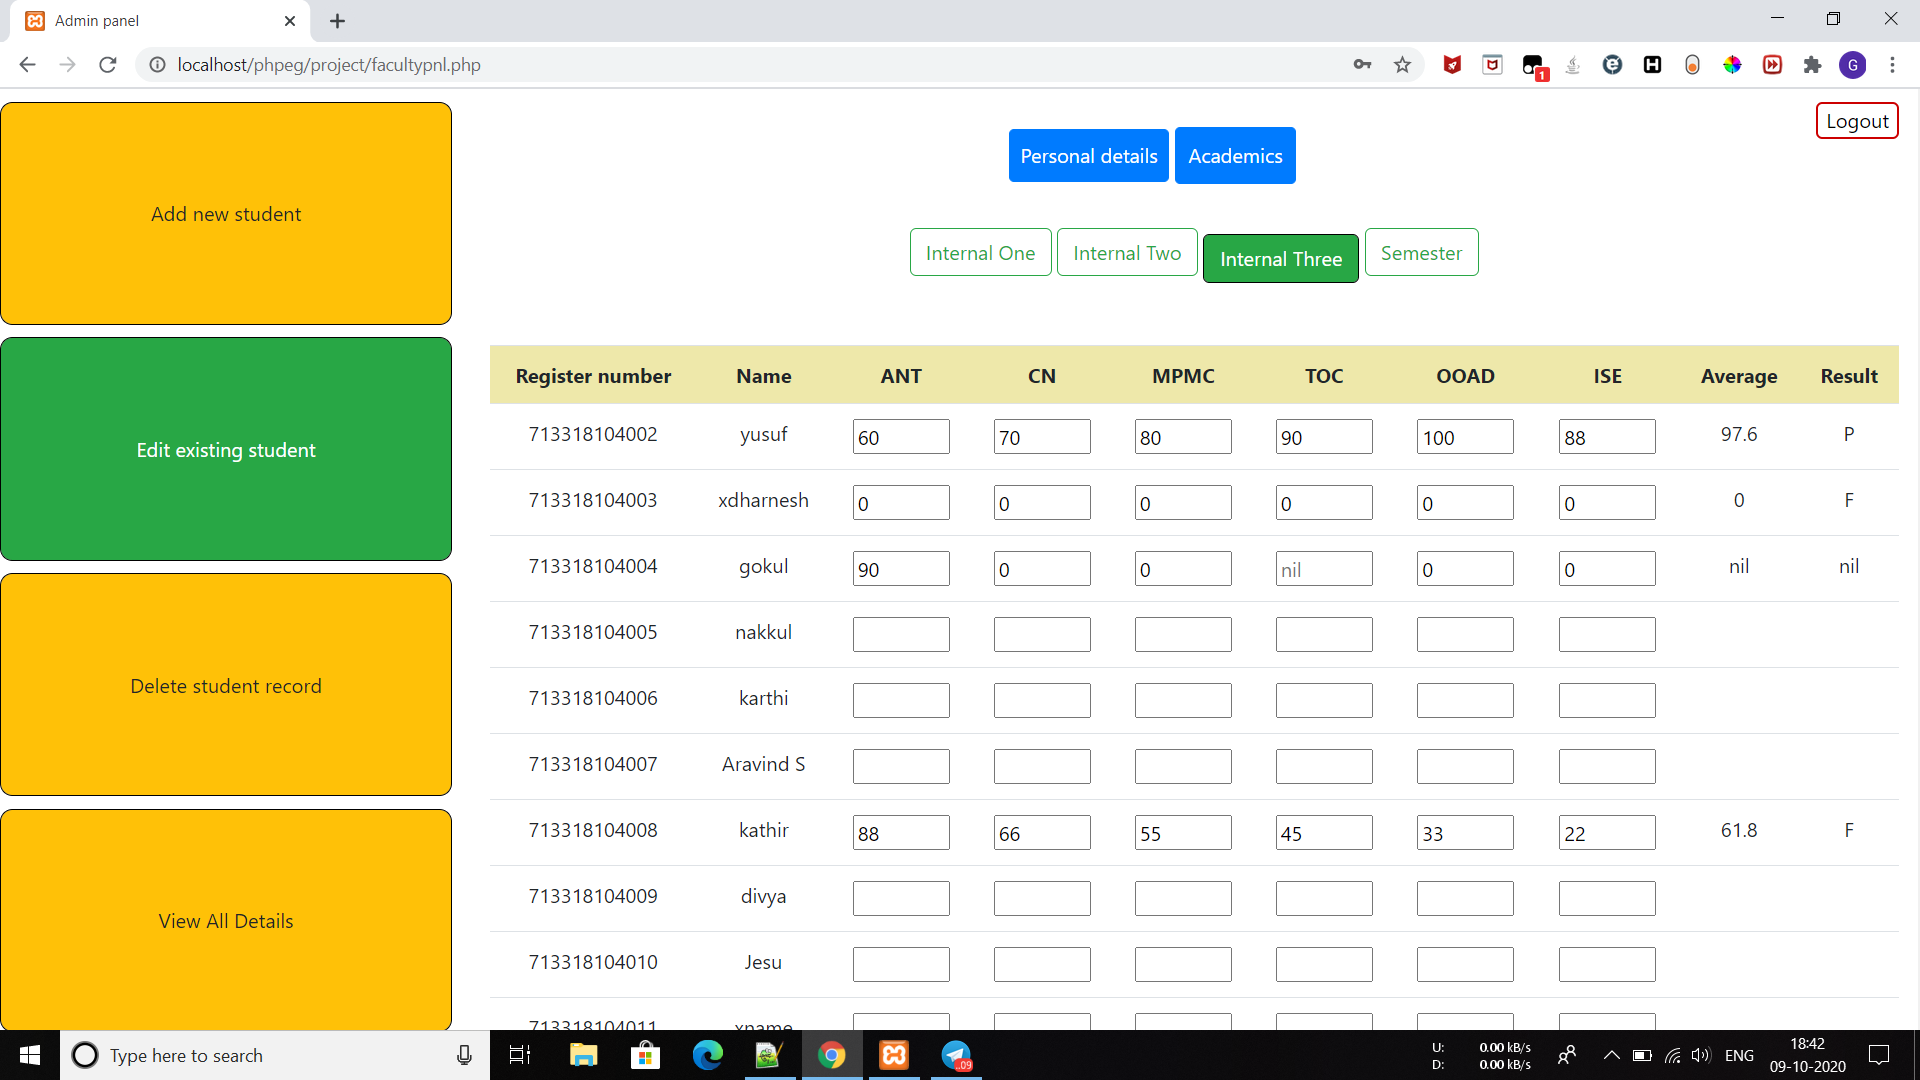 Admin panel
localhost/phpeg/project/facultypnl.php
1
G
Logout
Personal details Academics
Internal One Internal Two Internal Three Semester
Add new student
Edit existing student
Delete student record
View All Details
Register number Name ANT CN MPMC TOC OOAD ISE Average Result
713318104002 yusuf 60 70 80 90 100 88 97.6 P
713318104003 xdharnesh 0 0 0 0 0 0 0 F
713318104004 gokul 90 0 0 nil 0 0 nil nil
713318104005 nakkul
713318104006 karthi
713318104007 Aravind S
713318104008 kathir 88 66 55 45 33 22 61.8 F
713318104009 divya
713318104010 Jesu
713318104011 xname
Type here to search
..09
U: 0.00 kB/s
D: 0.00 kB/s
ENG
18:42
09-10-2020